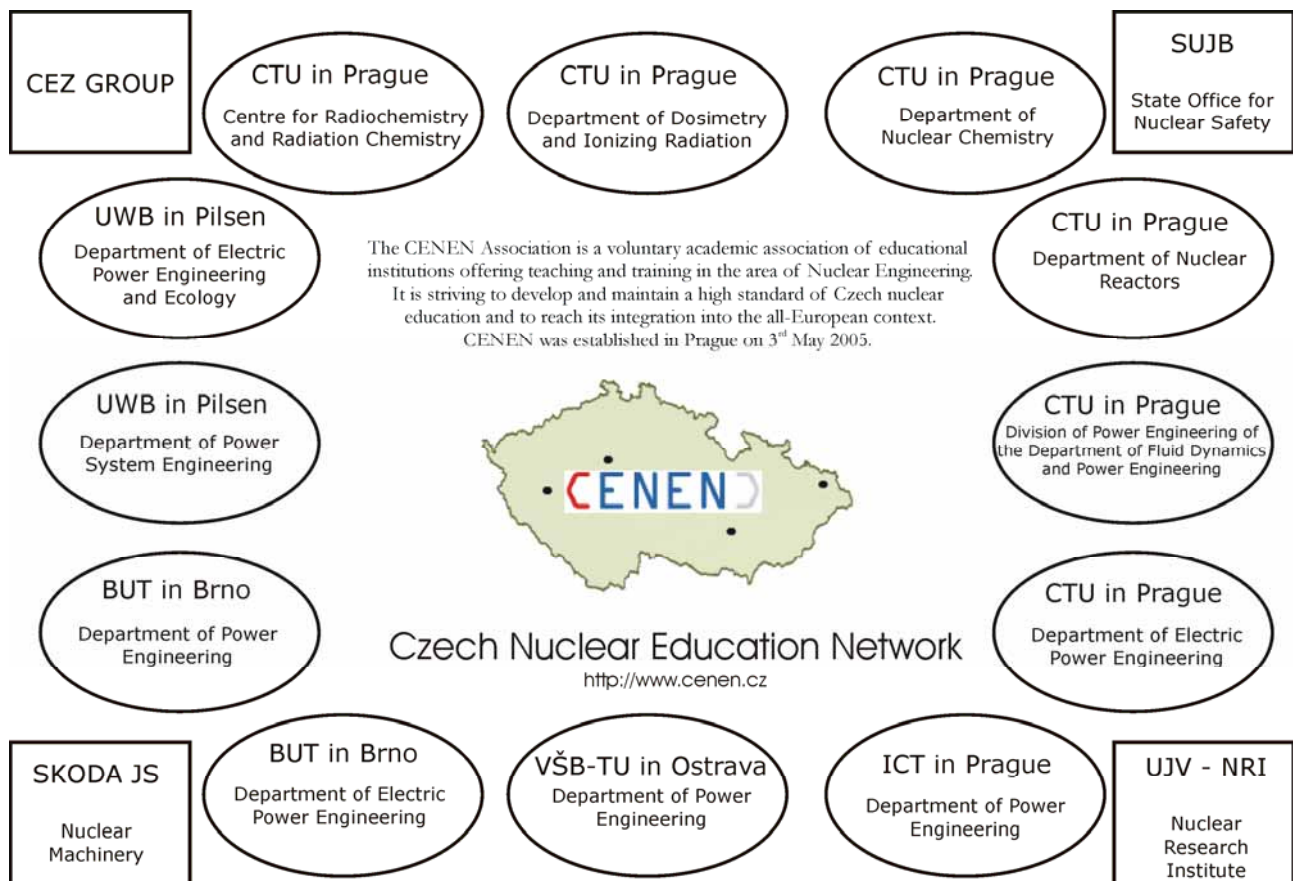 CEZ GROUP
CTU in Prague
Centre for Radiochemistry
and Radiation Chemistry
CTU in Prague
Department of Dosimetry
and Ionizing Radiation
CTU in Prague
Department of
Nuclear Chemistry
SUJB
State Office for
Nuclear Safety
UWB in Pilsen
Department of Electric
Power Engineering
and Ecology
The CENEN Association is a voluntary academic association of educational
institutions offering teaching and training in the area of Nuclear Engineering.
It is striving to develop and maintain a high standard of Czech nuclear
education and to reach its integration into the all-European context.
CENEN was established in Prague on 3rd May 2005.
CTU in Prague
Department of Nuclear
Reactors
UWB in Pilsen
Department of Power
System Engineering
CENEN
CTU in Prague
Division of Power Engineering of
the Department of Fluid Dynamics
and Power Engineering
BUT in Brno
Department of Power
Engineering
Czech Nuclear Education Network
http://www.cenen.cz
CTU in Prague
Department of Electric
Power Engineering
SKODA JS
Nuclear
Machinery
BUT in Brno
Department of Electric
Power Engineering
VŠB-TU in Ostrava
Department of Power
Engineering
ICT in Prague
Department of Power
Engineering
UJV - NRI
Nuclear
Research
Institute